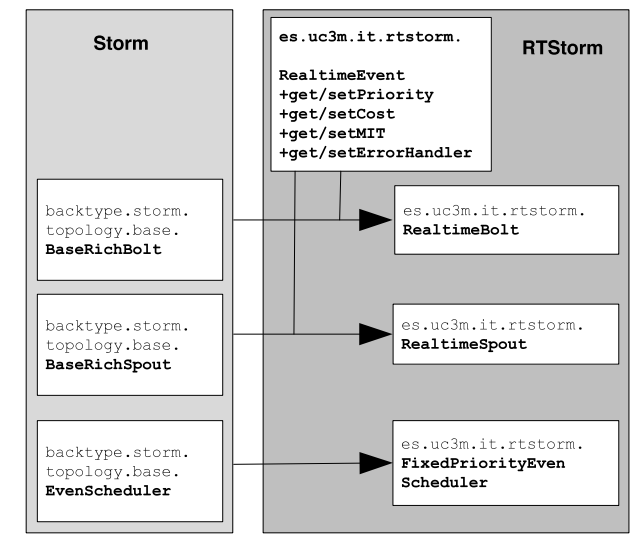 Storm
backtype.storm.
topology.base.
BaseRichBolt
backtype.storm.
topology.base.
BaseRichSpout
backtype.storm.
topology.base.
EvenScheduler
RTStorm
es.uc3m.it.rtstorm.
RealtimeEvent
+get/setPriority
+get/setCost
+get/setMIT
+get/setErrorHandler
es.uc3m.it.rtstorm.
RealtimeBolt
es.uc3m.it.rtstorm.
RealtimeSpout
es.uc3m.it.rtstorm.
FixedPriorityEven
Scheduler